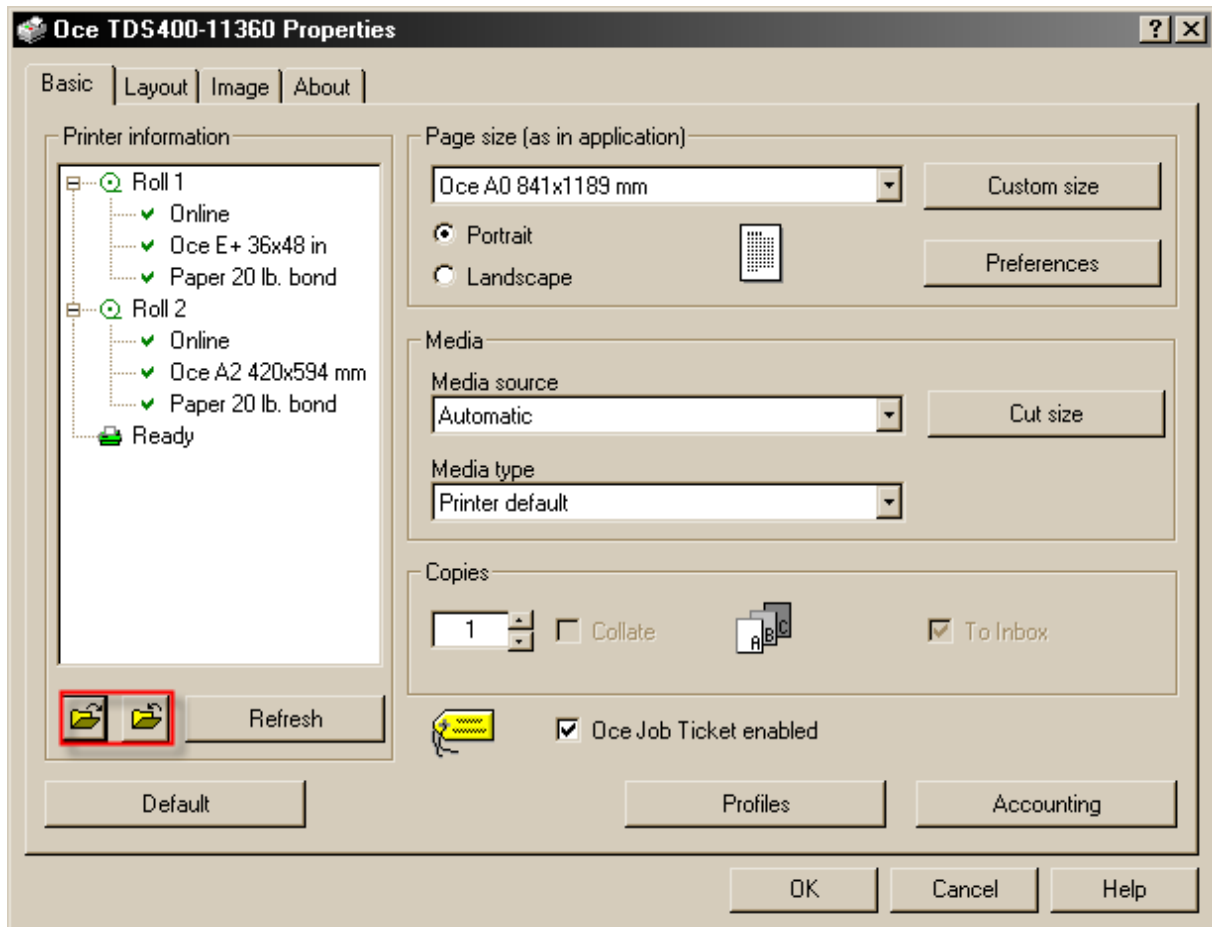 Oce TDS400-11360 Properties
Basic Layout Image About
Printer information
Roll 1
Online
Oce E+ 36x48 in
Paper 20 lb. bond
Roll 2
Online
Oce A2 420x594 mm
Paper 20 lb. bond
Ready
Refresh
Page size (as in application)
Oce A0 841x1189 mm
Custom size
Portrait
Landscape
Preferences
Media
Media source
Automatic
Cut size
Media type
Printer default
Copies
1 Collate ABC To Inbox
Oce Job Ticket enabled
Default Profiles Accounting
OK Cancel Help